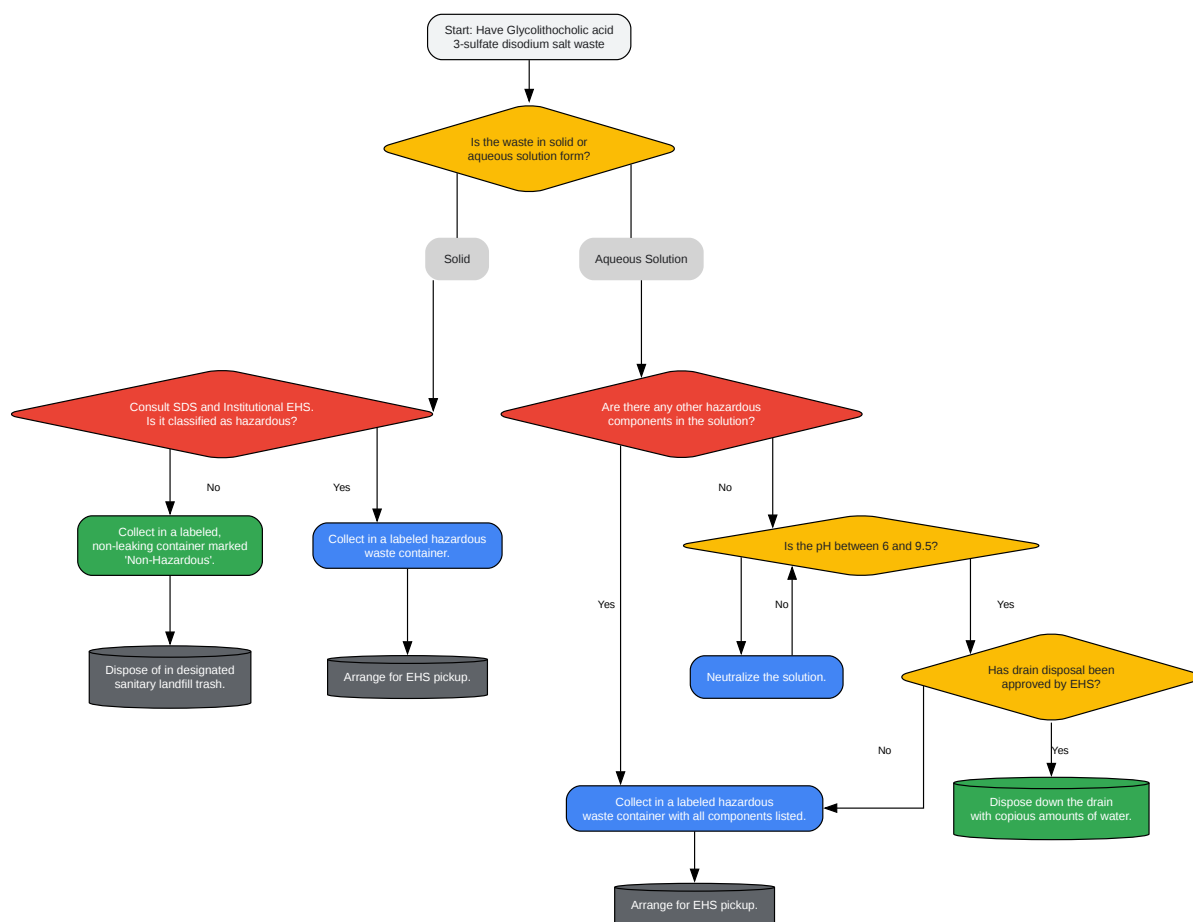 Start: Have Glycolithocholic acid
3-sulfate disodium salt waste
Is the waste in solid or
aqueous solution form?
Solid
Aqueous Solution
Consult SDS and Institutional EHS.
Is it classified as hazardous?
Are there any other hazardous
components in the solution?
No
Yes
No
Collect in a labeled,
non-leaking container marked
'Non-Hazardous'.
Collect in a labeled hazardous
waste container.
Is the pH between 6 and 9.5?
Yes
No
Yes
Dispose of in designated
sanitary landfill trash.
Arrange for EHS pickup.
Neutralize the solution.
Has drain disposal been
approved by EHS?
No
Yes
Collect in a labeled hazardous
waste container with all components listed.
Dispose down the drain
with copious amounts of water.
Arrange for EHS pickup.